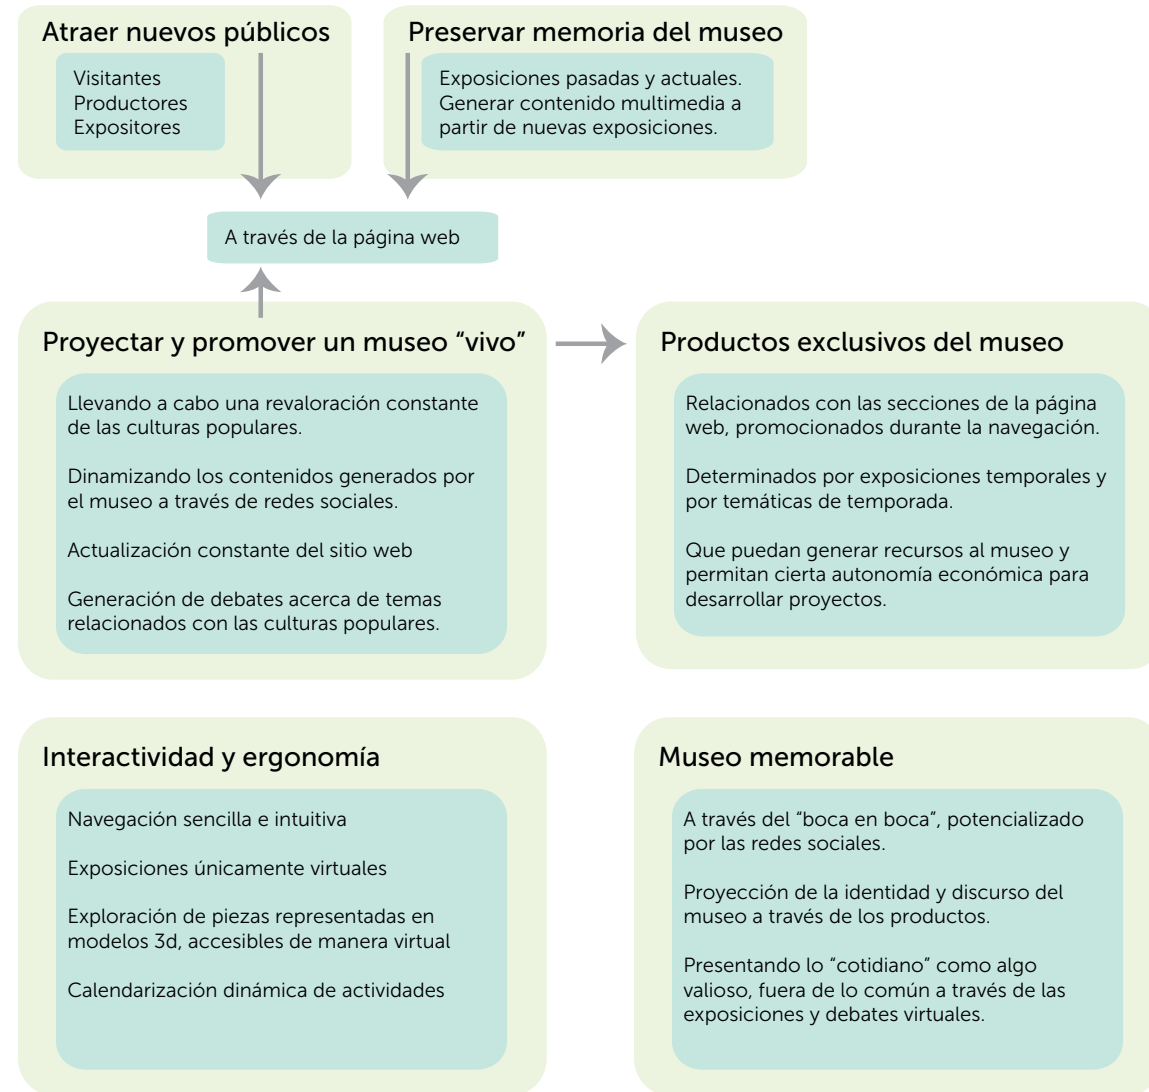 Atraer nuevos públicos
Visitantes
Productores
Expositores
Preservar memoria del museo
Exposiciones pasadas y actuales.
Generar contenido multimedia a
partir de nuevas exposiciones.
A través de la página web
Proyectar y promover un museo “vivo”
Llevando a cabo una revaloración constante
de las culturas populares.
Dinamizando los contenidos generados por
el museo a través de redes sociales.
Actualización constante del sitio web
Generación de debates acerca de temas
relacionados con las culturas populares.
Productos exclusivos del museo
Relacionados con las secciones de la página
web, promocionados durante la navegación.
Determinados por exposiciones temporales y
por temáticas de temporada.
Que puedan generar recursos al museo y
permitan cierta autonomía económica para
desarrollar proyectos.
Interactividad y ergonomía
Navegación sencilla e intuitiva
Exposiciones únicamente virtuales
Exploración de piezas representadas en
modelos 3d, accesibles de manera virtual
Calendarización dinámica de actividades
Museo memorable
A través del “boca en boca”, potencializado
por las redes sociales.
Proyección de la identidad y discurso del
museo a través de los productos.
Presentando lo “cotidiano” como algo
valioso, fuera de lo común a través de las
exposiciones y debates virtuales.